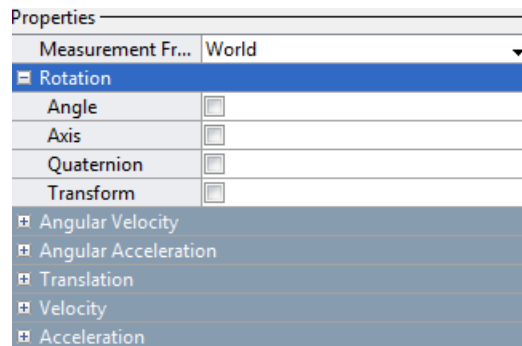 Properties
Measurement Fr... World
Rotation
Angle
Axis
Quaternion
Transform
Angular Velocity
Angular Acceleration
Translation
Velocity
Acceleration